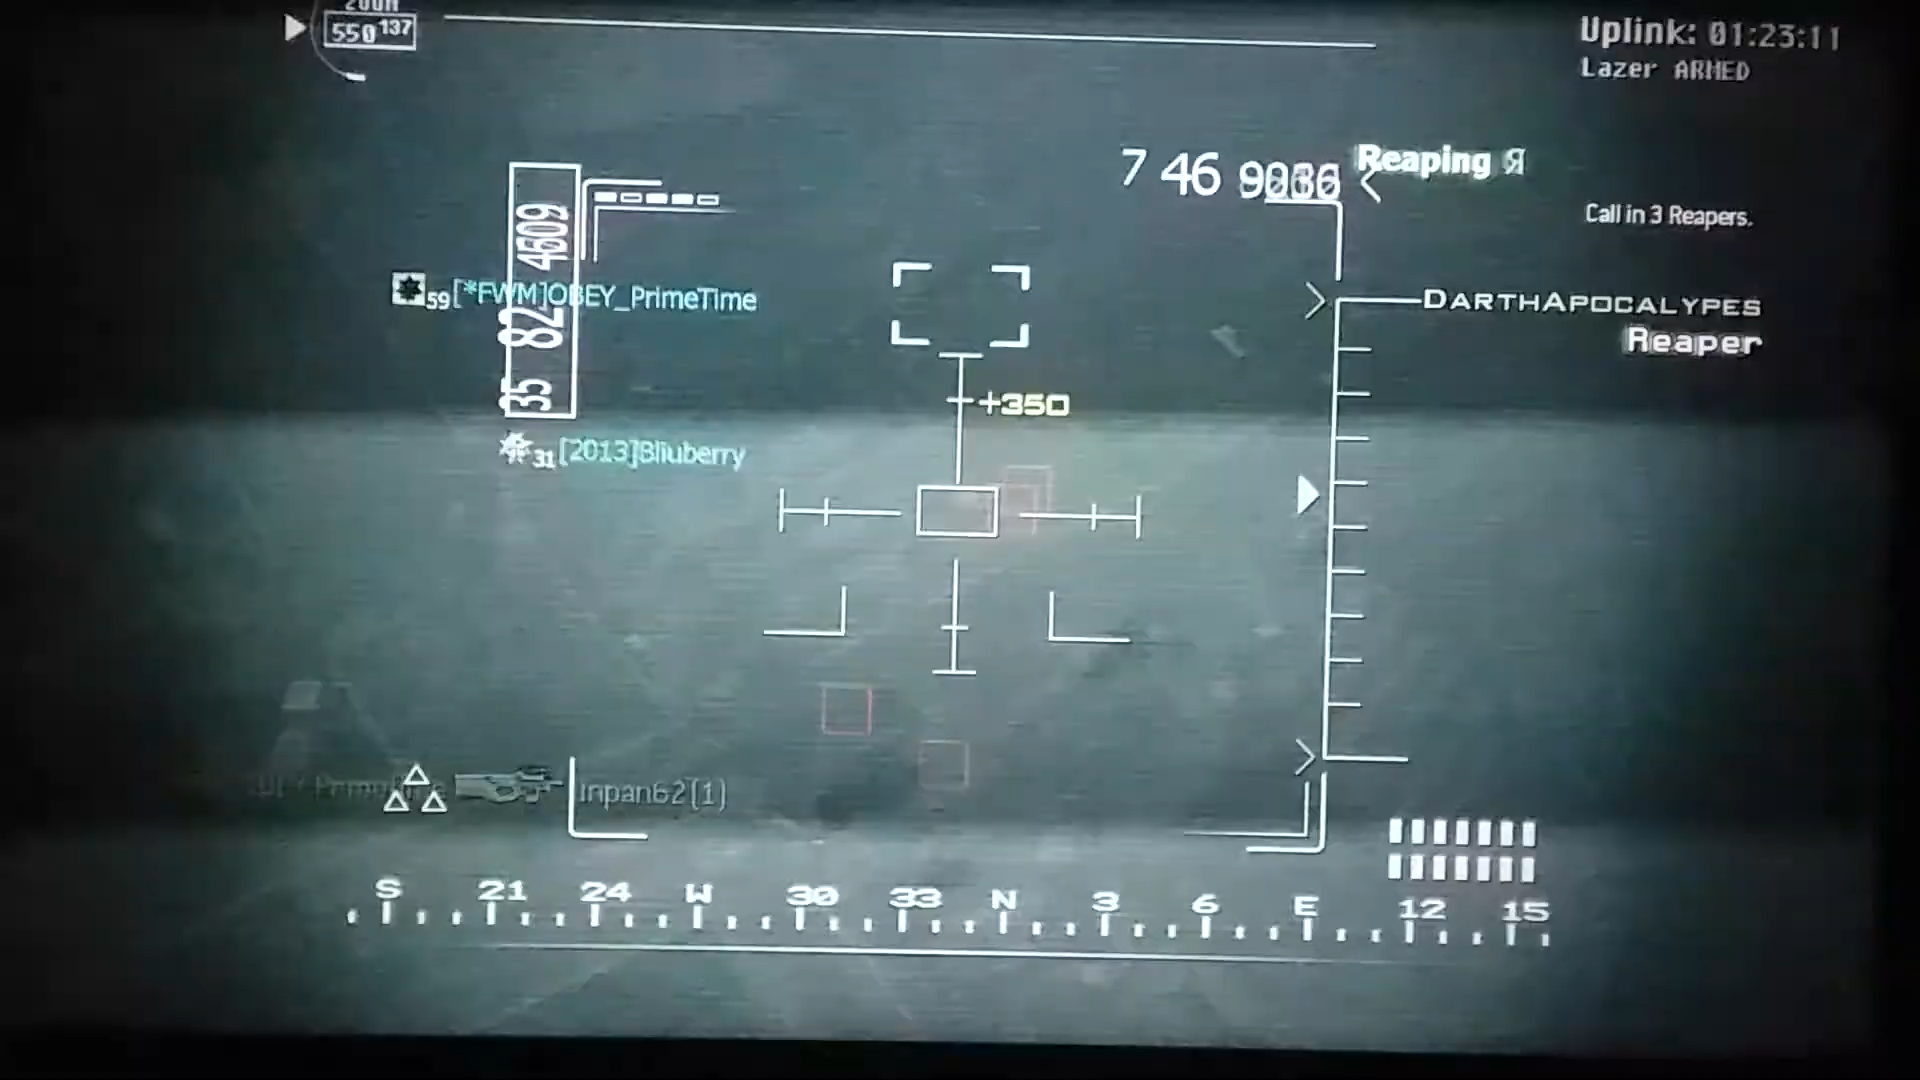 ZOOM
550 137
Uplink: 01:23:11
Lazer ARMED
7 46
Reaping
Call in 3 Reapers.
35 82 4609
59 [*FWM]OBEY_PrimeTime
DARTHAPOCALYPES
Reaper
+350
31 [2013]Bliuberry
inpan62(1)
S 21 24 W 30 33 N 3 6 E 12 15